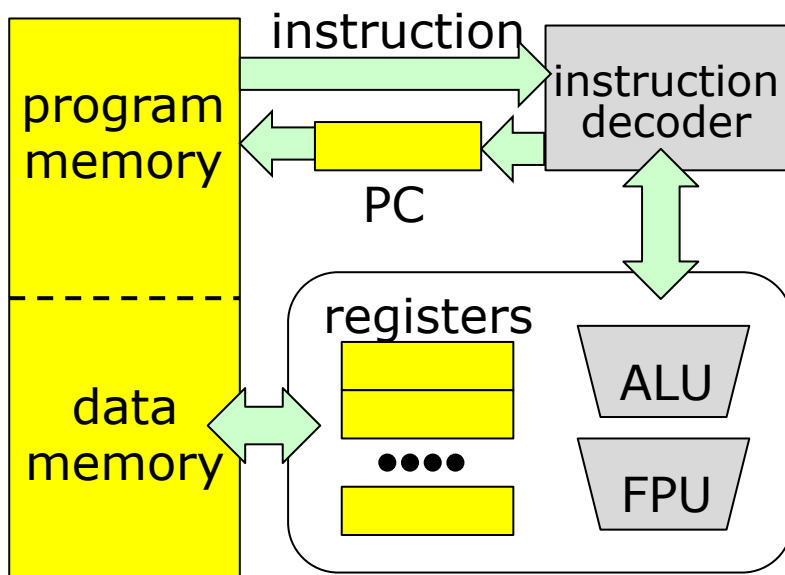 instruction
program
memory
instruction
decoder
PC
registers
ALU
data
memory
FPU